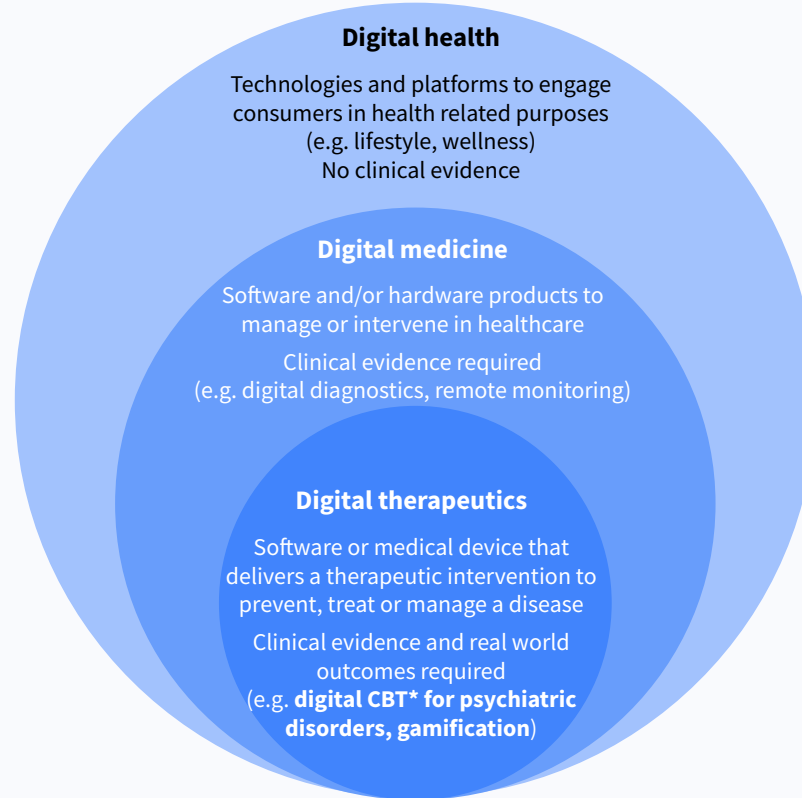 Digital health
Technologies and platforms to engage
consumers in health related purposes
(e.g. lifestyle, wellness)
No clinical evidence
Digital medicine
Software and/or hardware products to
manage or intervene in healthcare
Clinical evidence required
(e.g. digital diagnostics, remote monitoring)
Digital therapeutics
Software or medical device that
delivers a therapeutic intervention to
prevent, treat or manage a disease
Clinical evidence and real world
outcomes required
(e.g. digital CBT* for psychiatric
disorders, gamification)